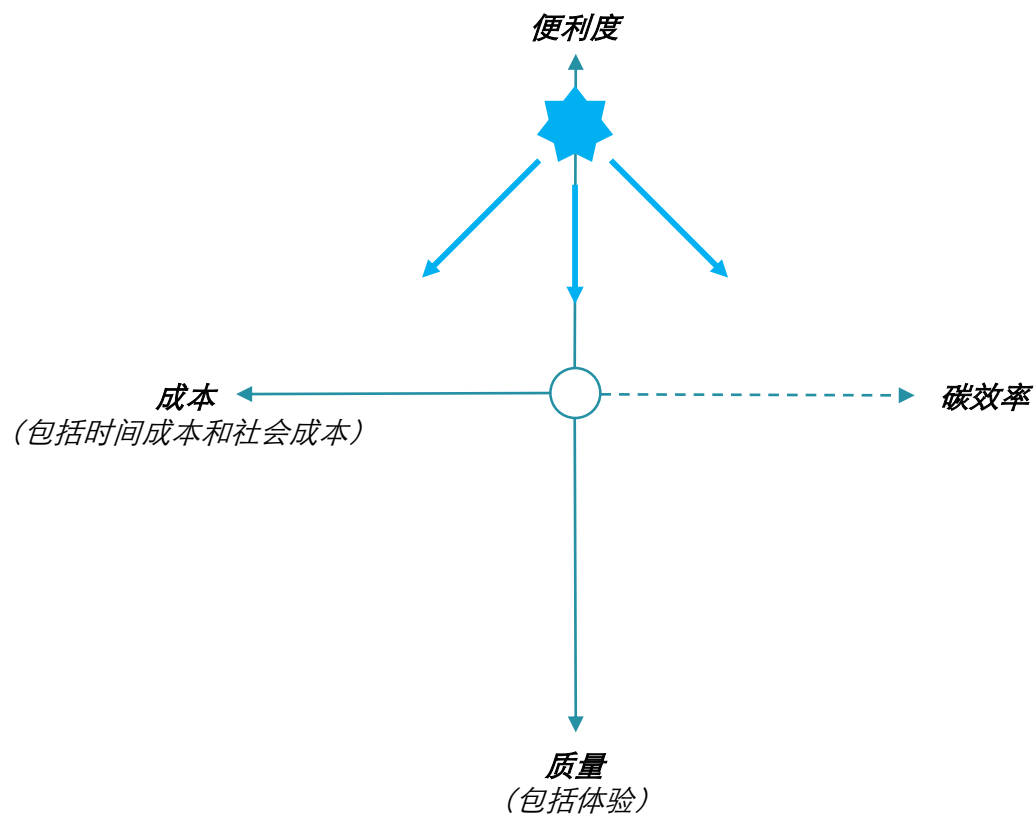 便利度
成本
碳效率
（包括时间成本和社会成本）
质量
（包括体验）